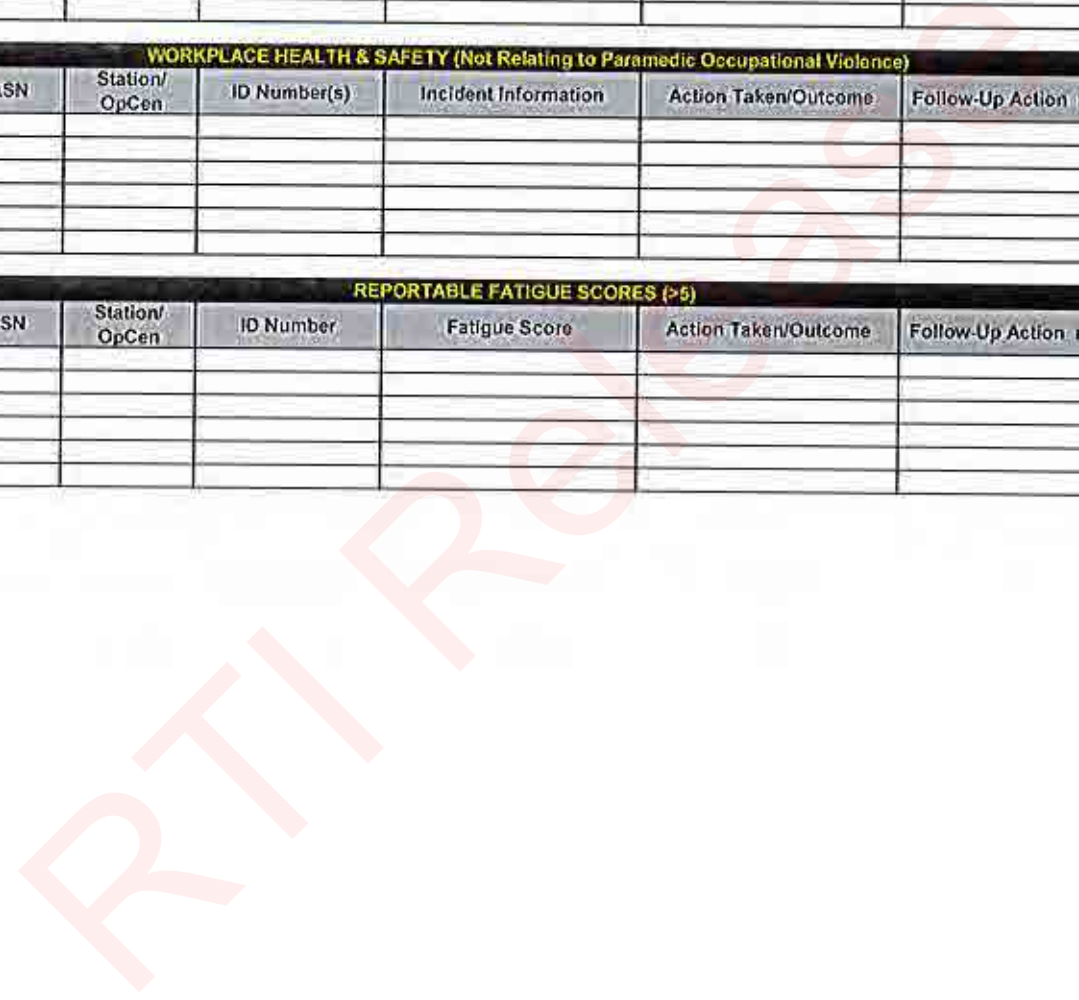 WORKPLACE HEALTH & SAFETY (Not Relating to Paramedic Occupational Violence)
SN Station/ OpCen ID Number(s) Incident Information Action Taken/Outcome Follow-Up Action
REPORTABLE FATIGUE SCORES (>5)
SN Station/ OpCen ID Number Fatigue Score Action Taken/Outcome Follow-Up Action
RTI Release